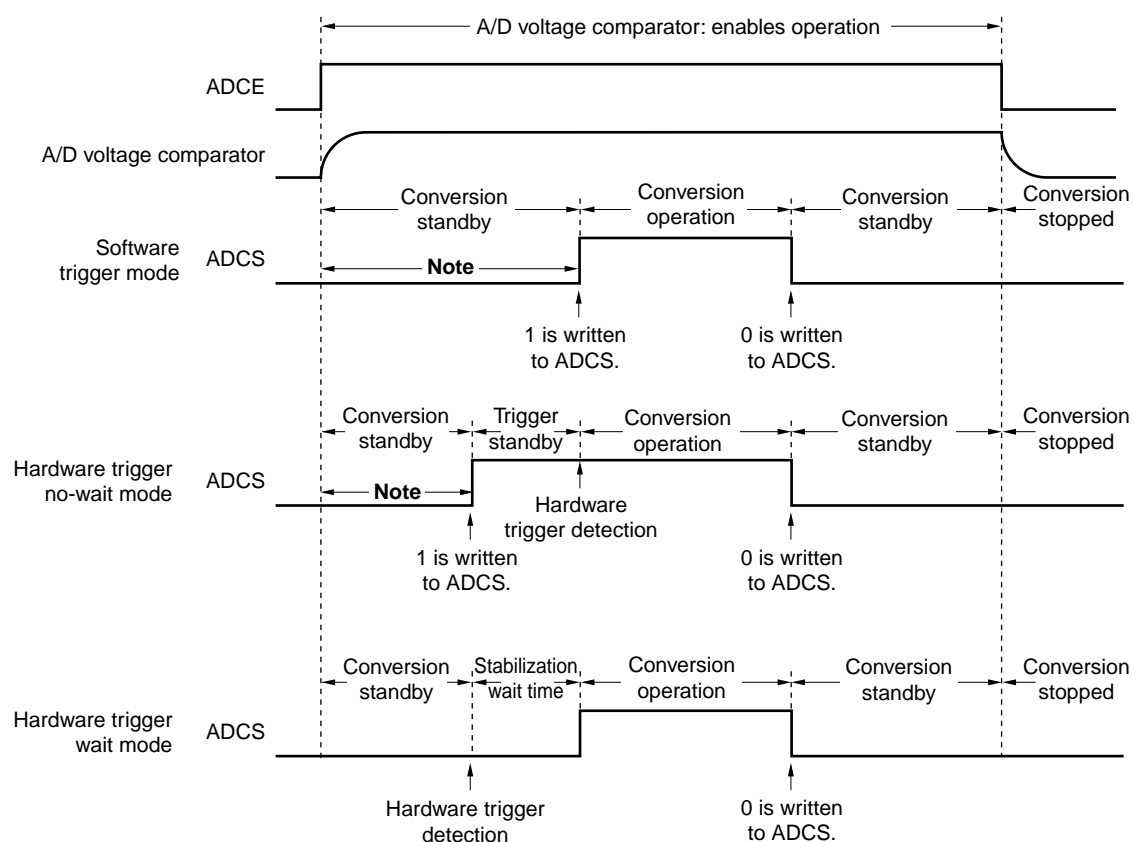 A/D voltage comparator: enables operation
ADCE
A/D voltage comparator
Conversion
standby
Conversion
operation
Conversion
standby
Conversion
stopped
Software
trigger mode
ADCS
Note
1 is written
to ADCS.
0 is written
to ADCS.
Conversion
standby
Trigger
standby
Conversion
operation
Conversion
standby
Conversion
stopped
Hardware trigger
no-wait mode
ADCS
Note
Hardware
trigger detection
1 is written
to ADCS.
0 is written
to ADCS.
Conversion
standby
Stabilization
wait time
Conversion
operation
Conversion
standby
Conversion
stopped
Hardware trigger
wait mode
ADCS
Hardware trigger
detection
0 is written
to ADCS.